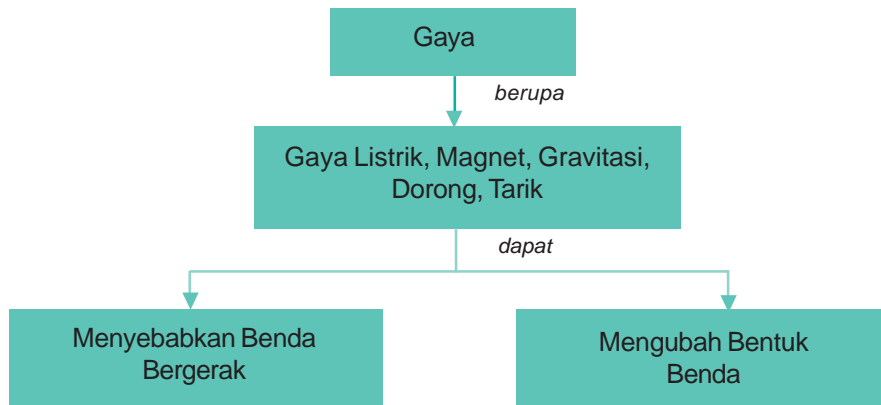 Gaya
berupa
Gaya Listrik, Magnet, Gravitasi,
Dorong, Tarik
dapat
Menyebabkan Benda
Bergerak
Mengubah Bentuk
Benda